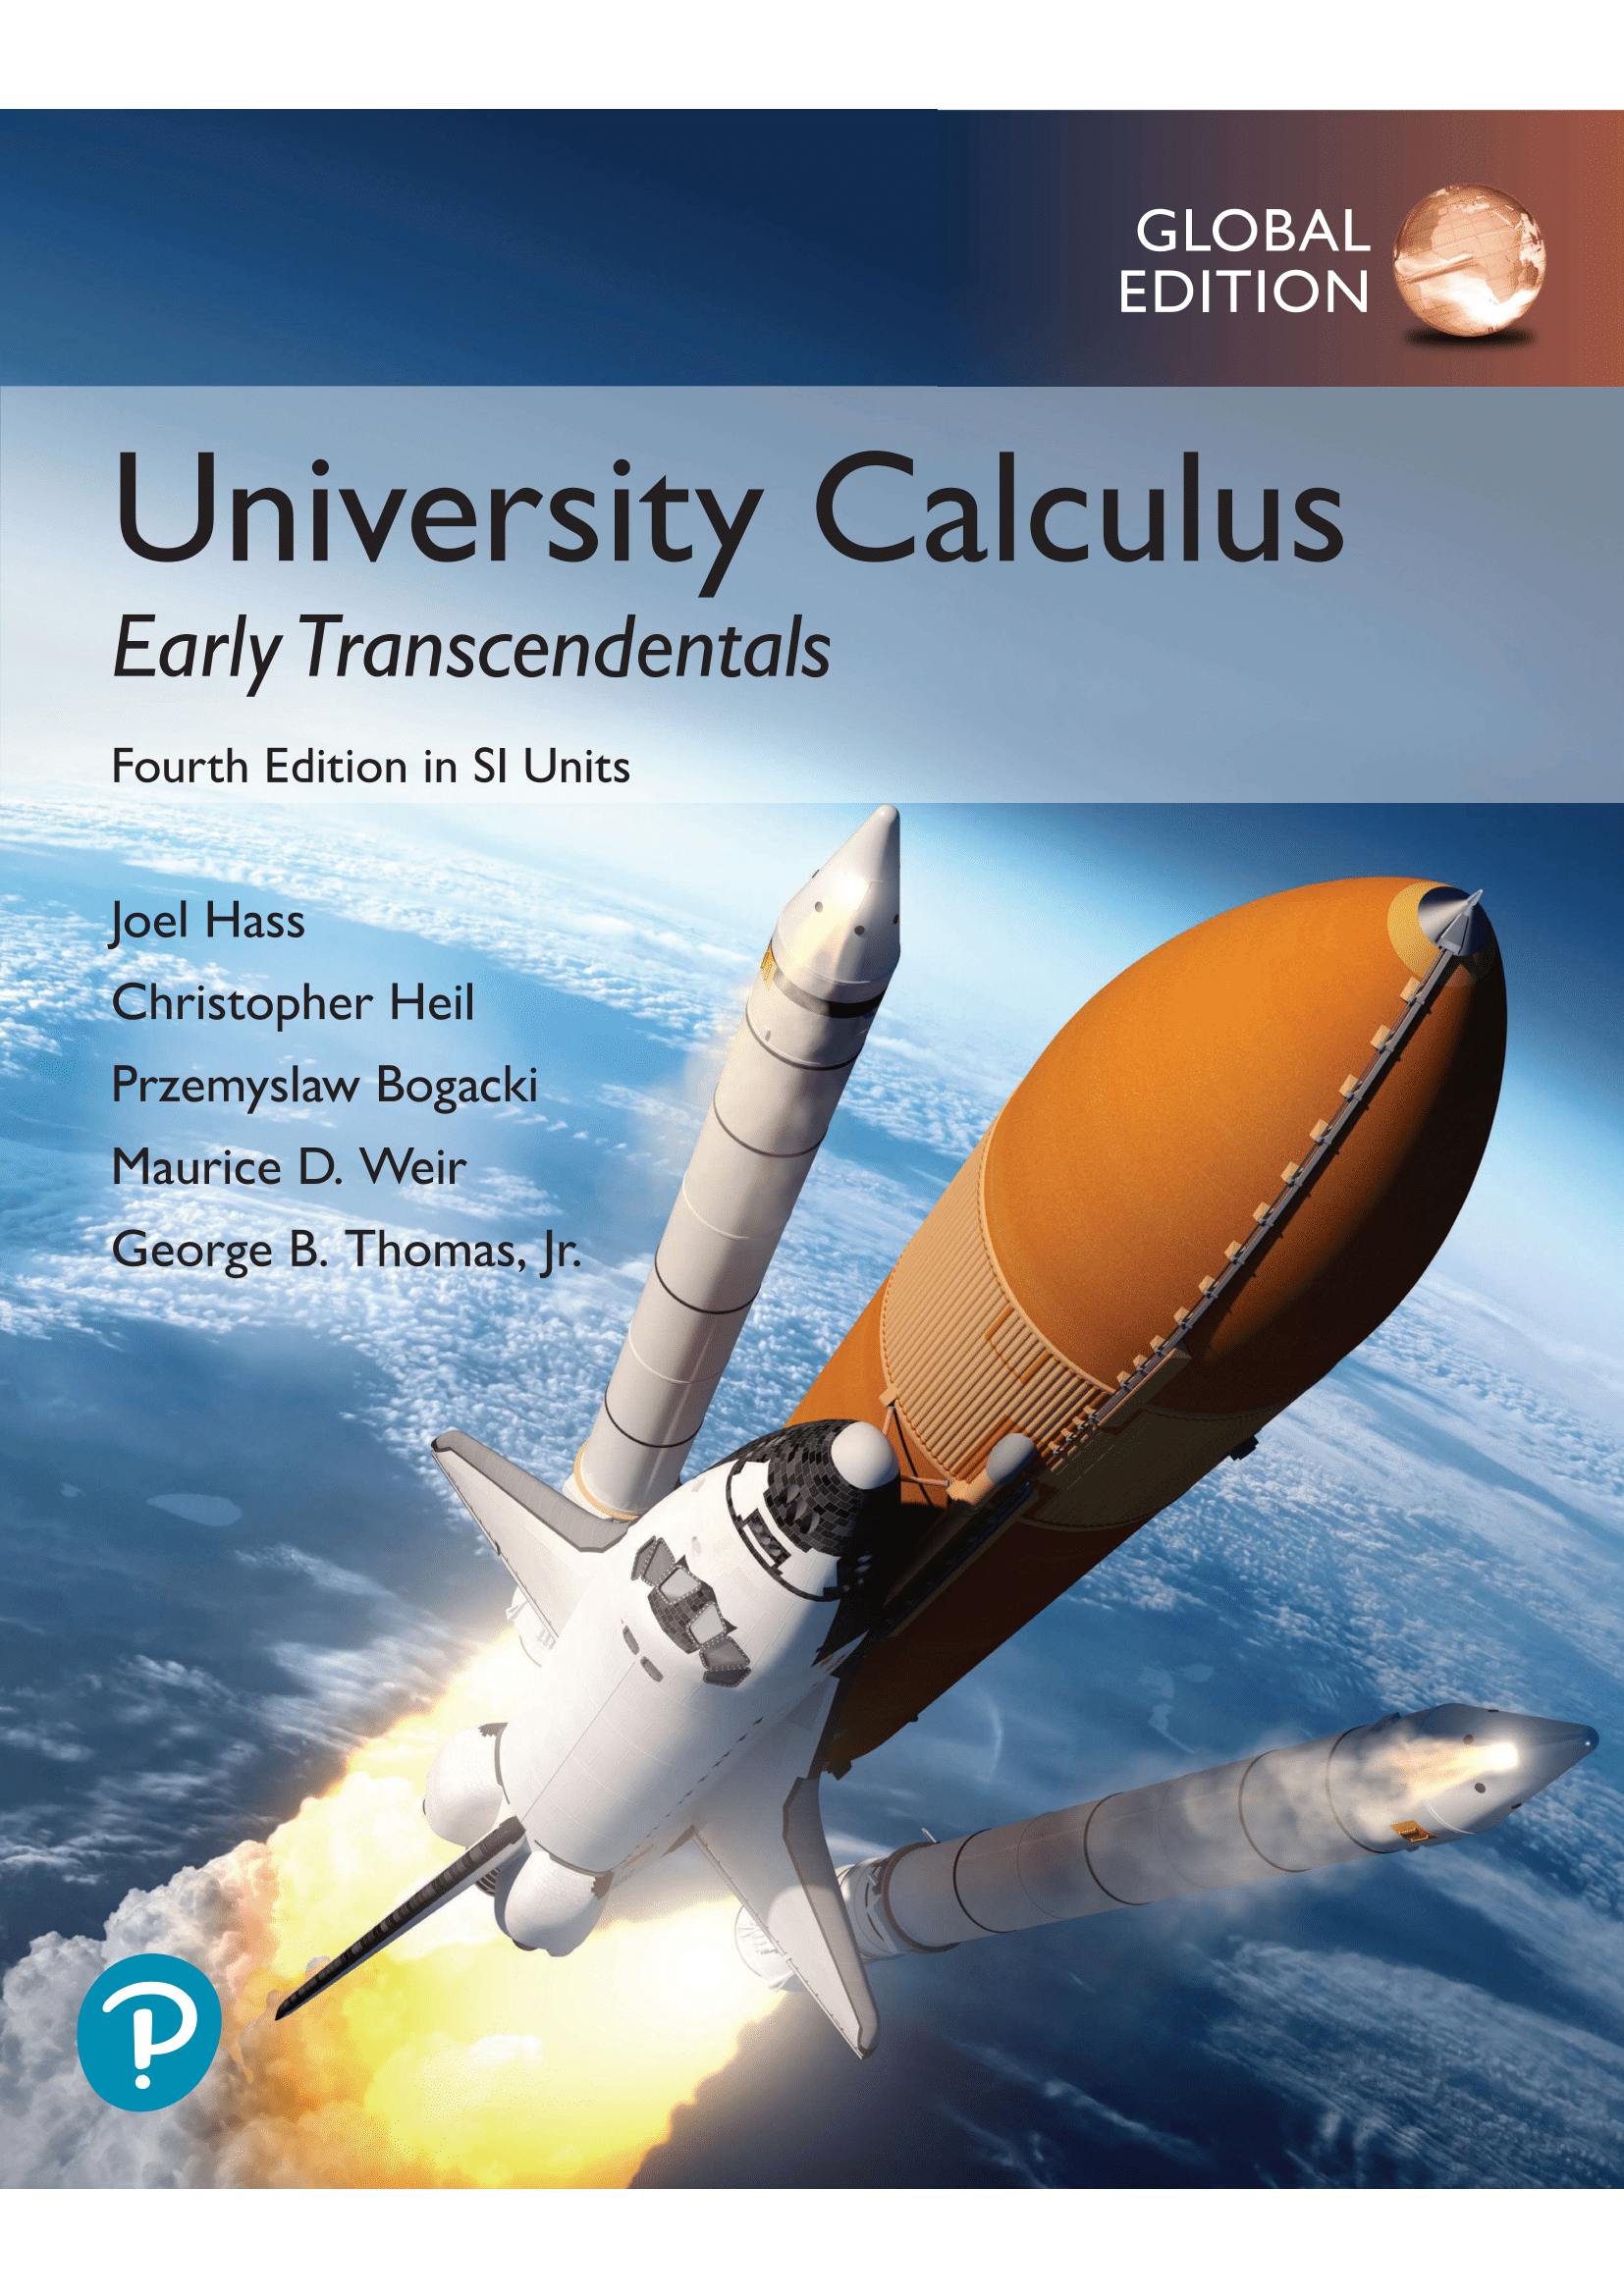 GLOBAL
EDITION
University Calculus
Early Transcendentals
Fourth Edition in SI Units
Joel Hass
Christopher Heil
Przemyslaw Bogacki
Maurice D. Weir
George B. Thomas, Jr.
P